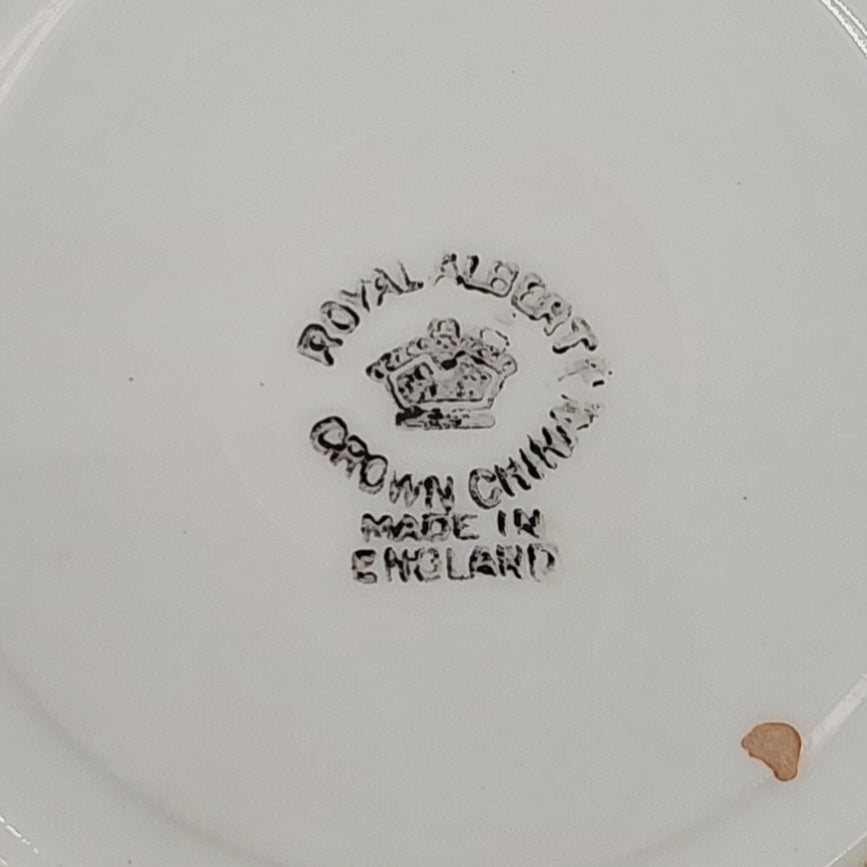 ROYAL ALBERT
CROWN CHINA
MADE IN
ENGLAND